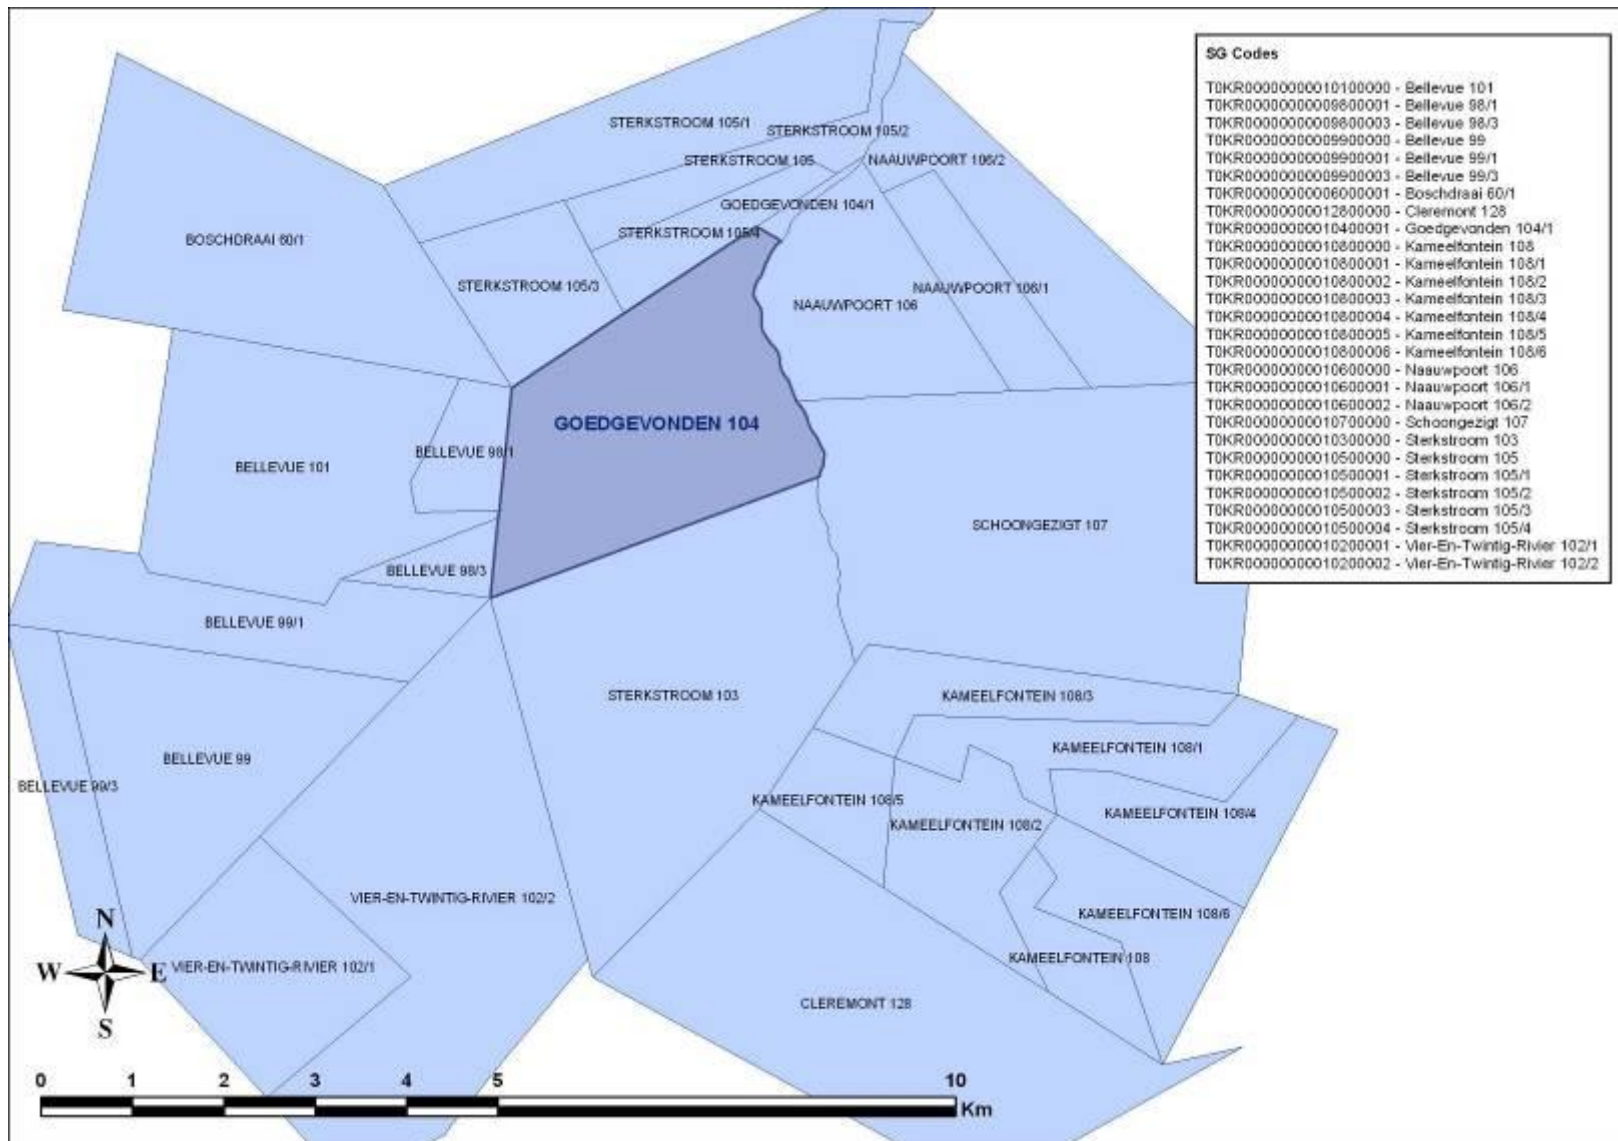 SG Codes
T0KR00000000010100000 - Bellevue 101
T0KR00000000009800001 - Bellevue 98/1
T0KR00000000009800003 - Bellevue 98/3
T0KR00000000009900000 - Bellevue 99
T0KR00000000009900001 - Bellevue 99/1
T0KR00000000009900003 - Bellevue 99/3
T0KR00000000006000001 - Boschdraai 60/1
T0KR00000000012800000 - Cleremont 128
T0KR00000000010400001 - Goedgevonden 104/1
T0KR00000000010800000 - Kameelfontein 108
T0KR00000000010800001 - Kameelfontein 108/1
T0KR00000000010800002 - Kameelfontein 108/2
T0KR00000000010800003 - Kameelfontein 108/3
T0KR00000000010800004 - Kameelfontein 108/4
T0KR00000000010800005 - Kameelfontein 108/5
T0KR00000000010800006 - Kameelfontein 108/6
T0KR00000000010600000 - Naauwpoort 106
T0KR00000000010600001 - Naauwpoort 106/1
T0KR00000000010600002 - Naauwpoort 106/2
T0KR00000000010700000 - Schoongezigt 107
T0KR00000000010300000 - Sterkstroom 103
T0KR00000000010500000 - Sterkstroom 105
T0KR00000000010500001 - Sterkstroom 105/1
T0KR00000000010500002 - Sterkstroom 105/2
T0KR00000000010500003 - Sterkstroom 105/3
T0KR00000000010500004 - Sterkstroom 105/4
T0KR00000000010200001 - Vier-En-Twintig-Rivier 102/1
T0KR00000000010200002 - Vier-En-Twintig-Rivier 102/2
STERKSTROOM 105/1
STERKSTROOM 105/2
STERKSTROOM 105
NAAUWPOORT 106/2
GOEDGEVONDEN 104/1
STERKSTROOM 105/4
BOSCHDRAAI 60/1
STERKSTROOM 105/3
NAAUWPOORT 106/1
NAAUWPOORT 106
GOEDGEVONDEN 104
BELLEVUE 98/1
BELLEVUE 101
SCHOONGEZIGT 107
BELLEVUE 98/3
BELLEVUE 99/1
STERKSTROOM 103
KAMEELFONTEIN 108/3
KAMEELFONTEIN 108/1
BELLEVUE 99
BELLEVUE 99/3
KAMEELFONTEIN 108/5
KAMEELFONTEIN 108/4
KAMEELFONTEIN 108/2
VIER-EN-TWINTIG-RIVIER 102/2
KAMEELFONTEIN 108/6
KAMEELFONTEIN 108
VIER-EN-TWINTIG-RIVIER 102/1
CLEREMONT 128
N
W E
S
0 1 2 3 4 5 10
Km